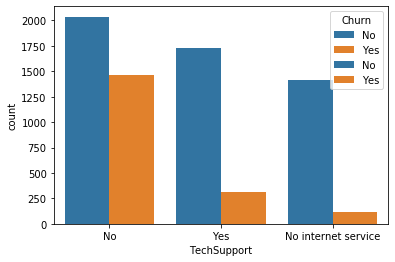 2000
1750
1500
1250
1000
750
500
250
0
count
Churn
No
Yes
No
Yes
No
Yes
No internet service
TechSupport